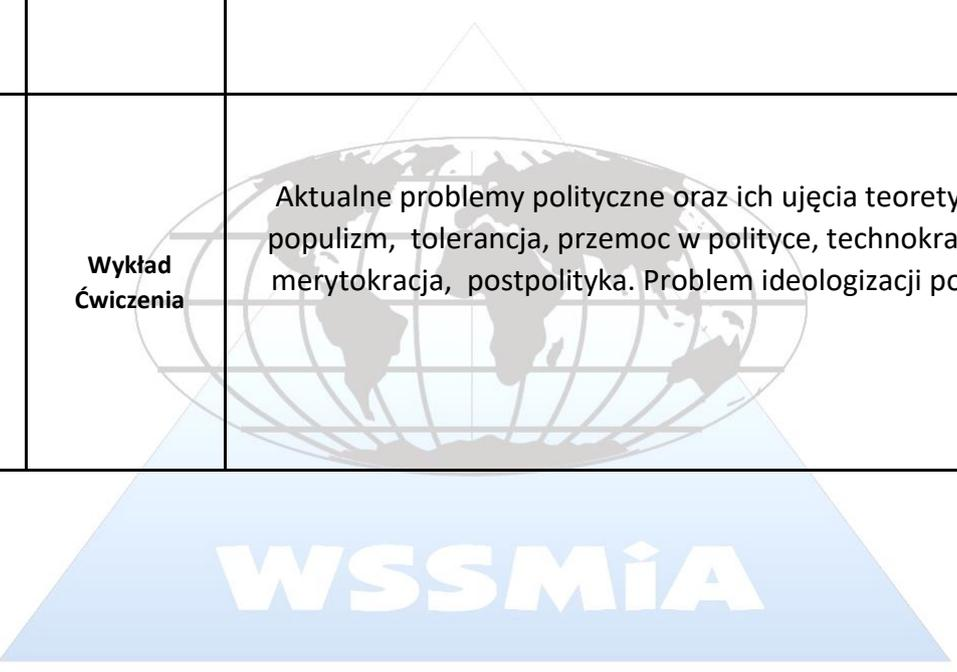 Wykład
Ćwiczenia
Aktualne problemy polityczne oraz ich ujęcia teorety
populizm, tolerancja, przemoc w polityce, technokra
merytokracja, postpolityka. Problem ideologizacji po
WSSMiA